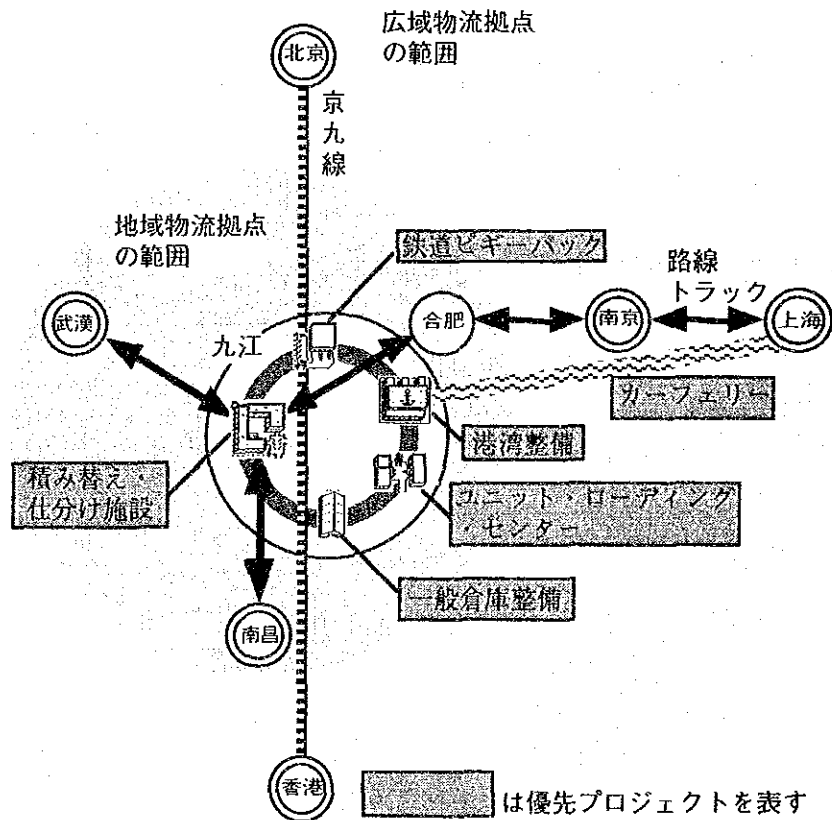 広域物流拠点
の範囲
北京
京九線
地域物流拠点
の範囲
鉄道ピギーバック
路線
トラック
武漢
九江
合肥
南京
上海
カーフェリー
港湾整備
積み替え・
仕分け施設
ユニット・ローディング
・センター
一般倉庫整備
南昌
香港
は優先プロジェクトを表す